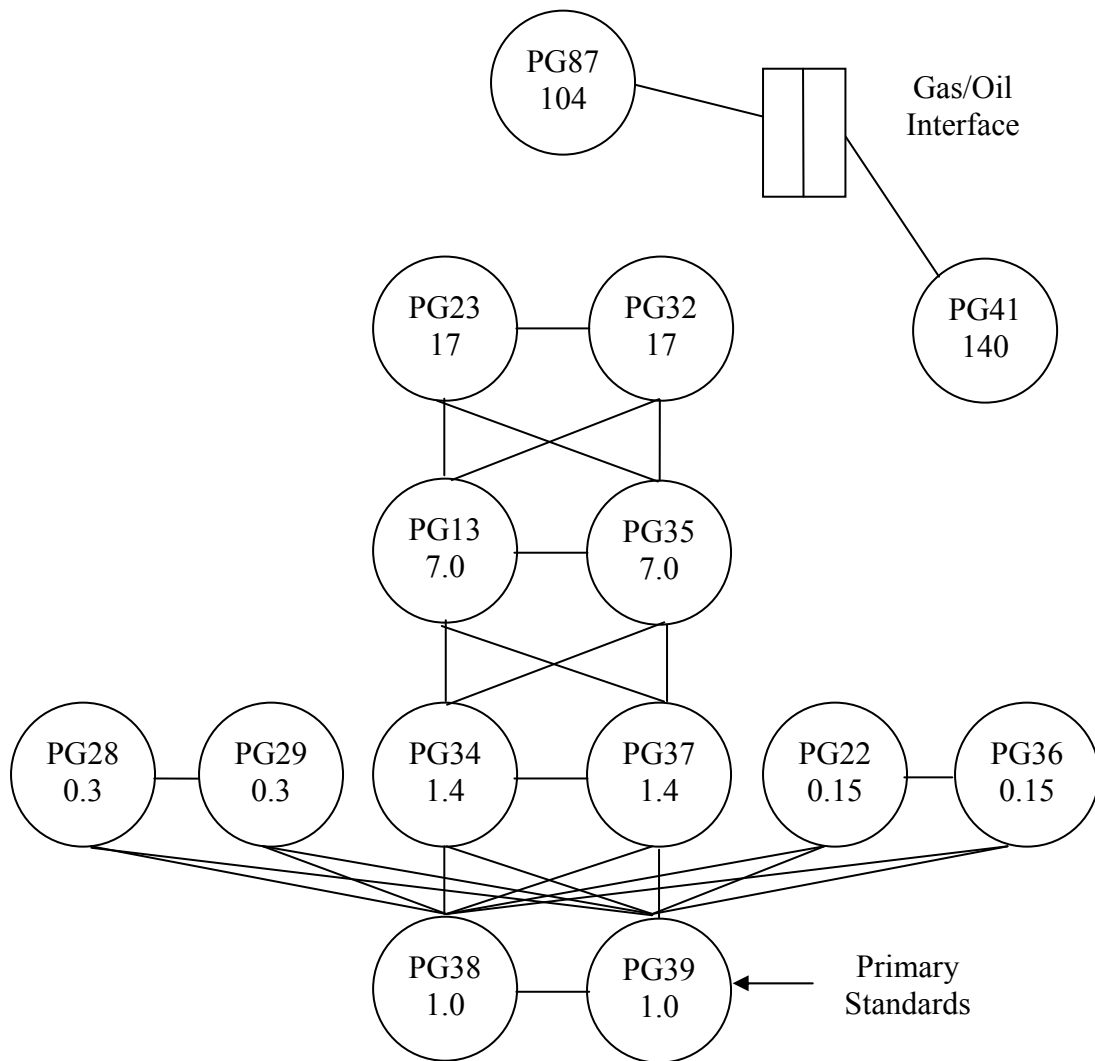 PG87
104
Gas/Oil
Interface
PG23
17
PG32
17
PG41
140
PG13
7.0
PG35
7.0
PG28
0.3
PG29
0.3
PG34
1.4
PG37
1.4
PG22
0.15
PG36
0.15
PG38
1.0
PG39
1.0
Primary
Standards